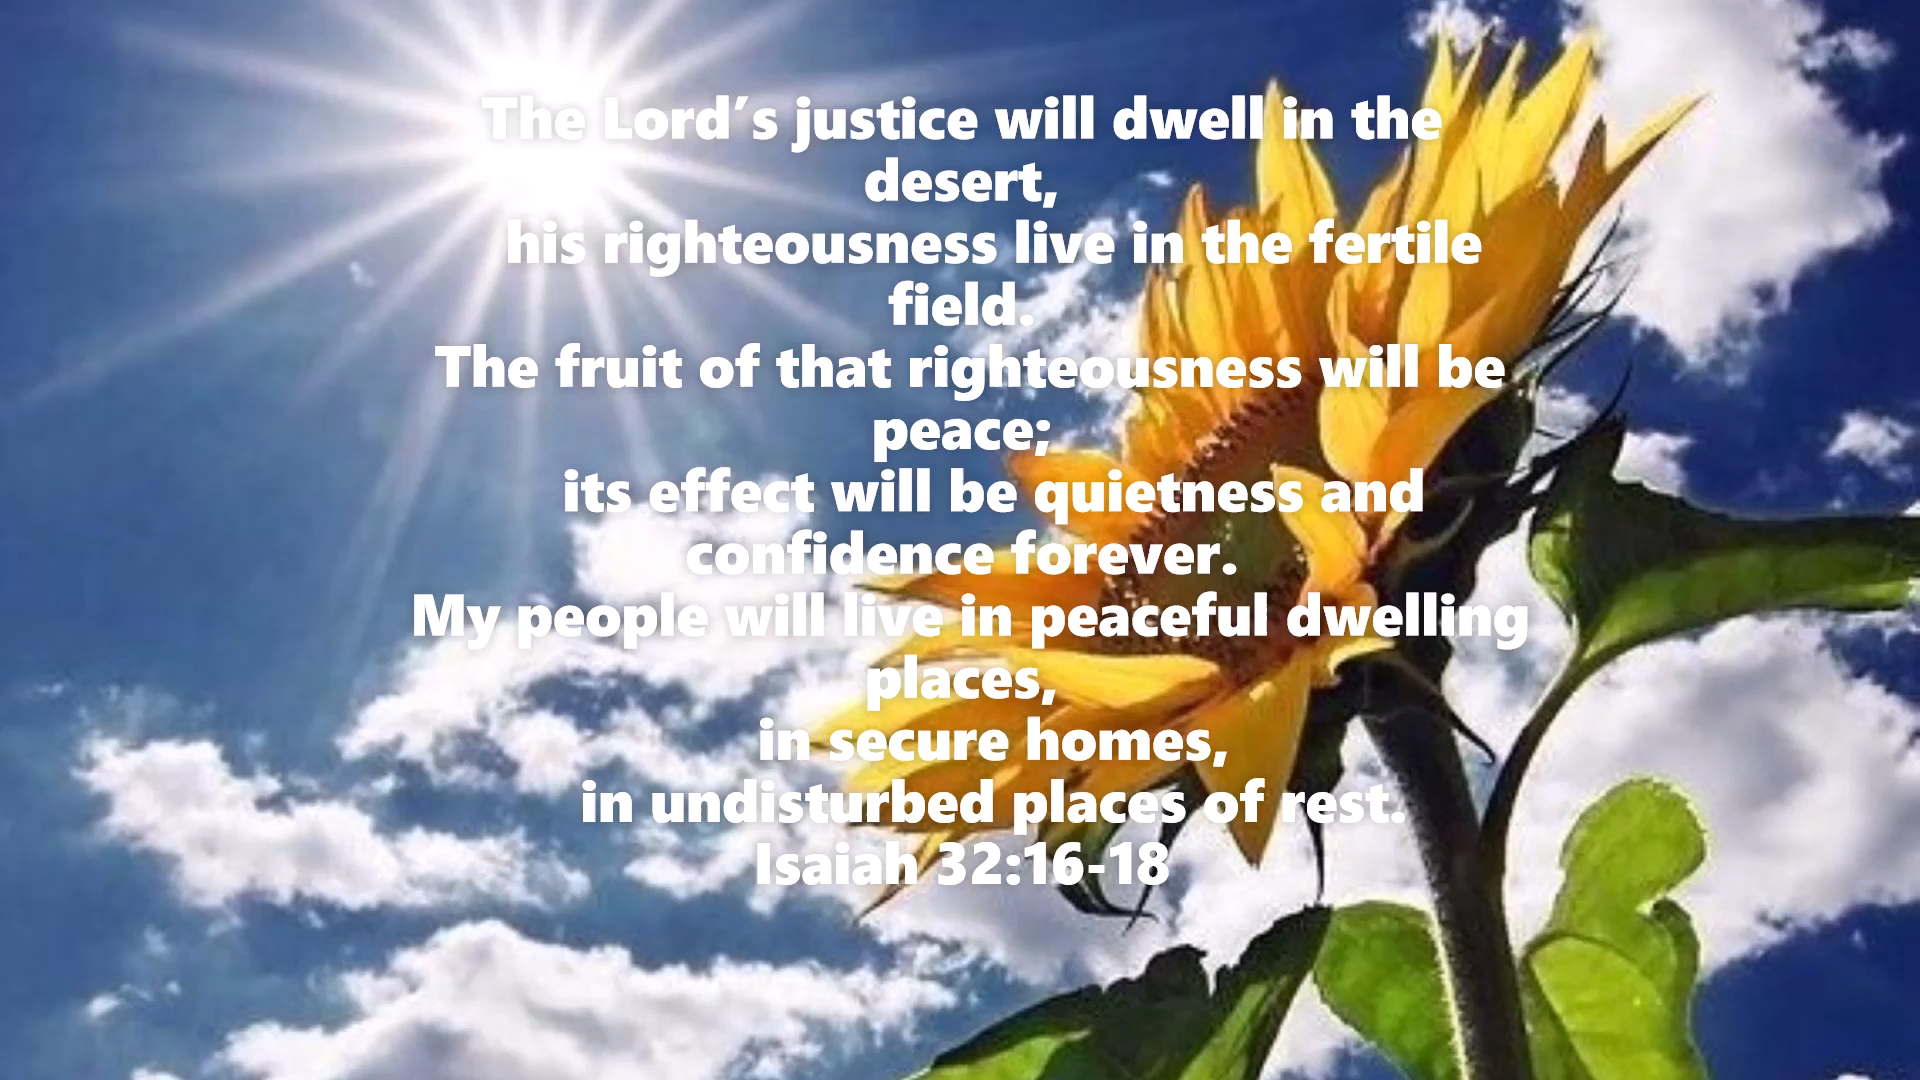 The Lord’s justice will dwell in the
desert,
his righteousness live in the fertile
field.
The fruit of that righteousness will be
peace;
its effect will be quietness and
confidence forever.
My people will live in peaceful dwelling
places,
in secure homes,
in undisturbed places of rest.
Isaiah 32:16-18